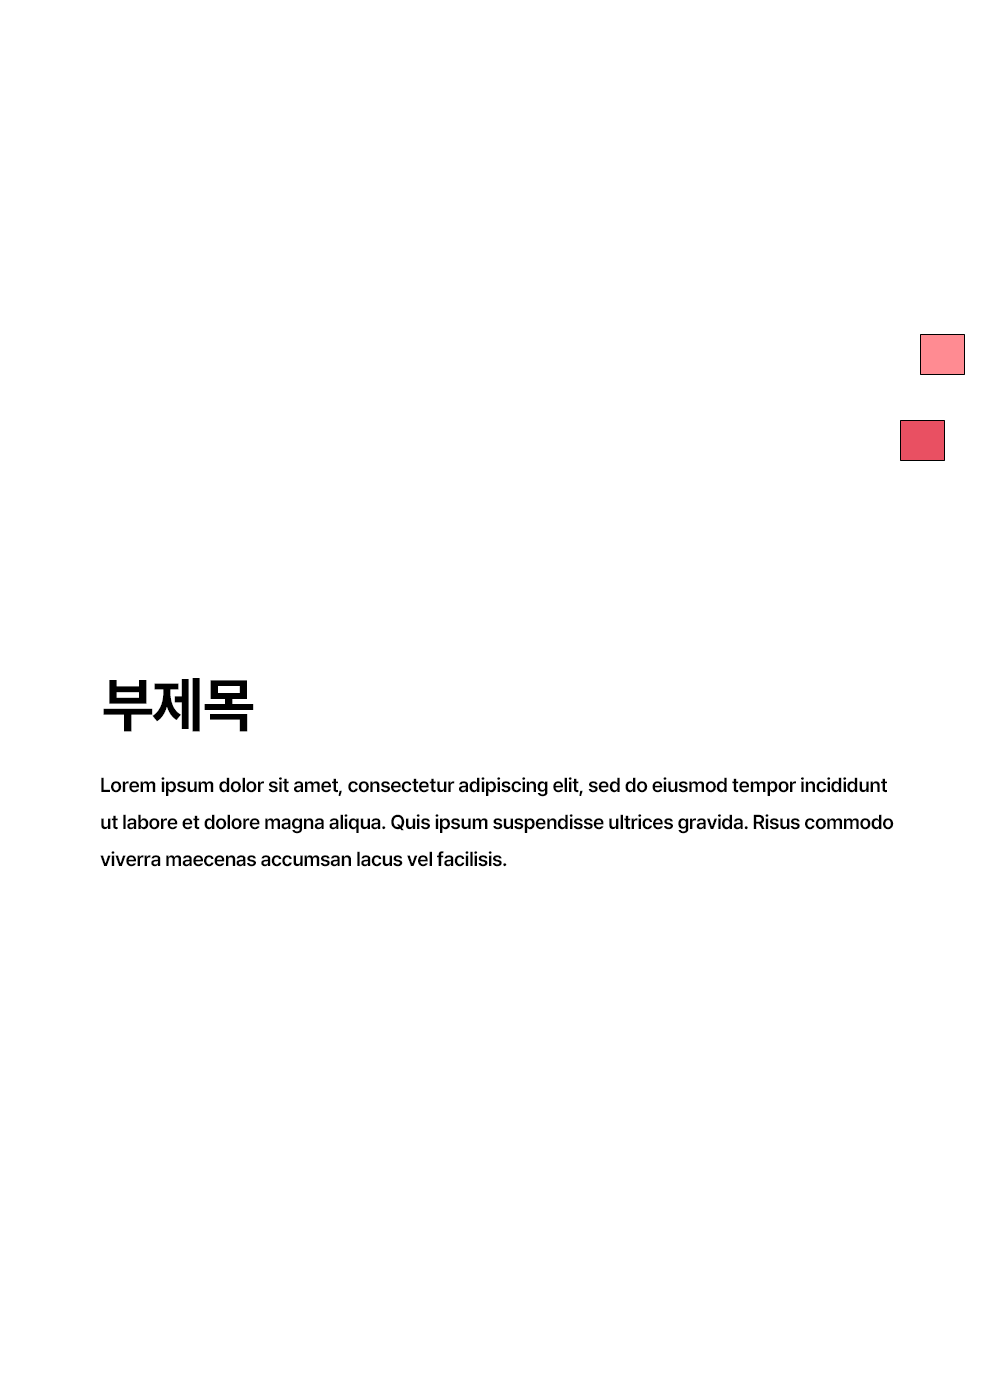 부제목
Lorem ipsum dolor sit amet, consectetur adipiscing elit, sed do eiusmod tempor incididunt
ut labore et dolore magna aliqua. Quis ipsum suspendisse ultrices gravida. Risus commodo
viverra maecenas accumsan lacus vel facilisis.